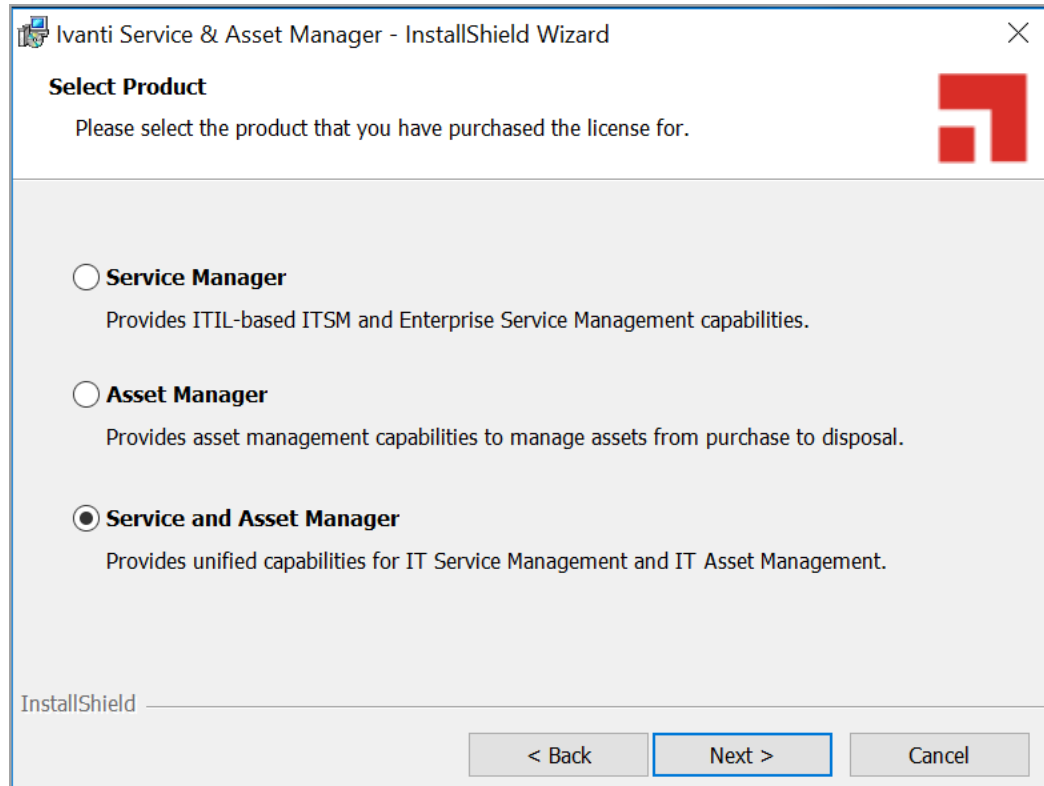 Ivanti Service & Asset Manager - InstallShield Wizard
Select Product
Please select the product that you have purchased the license for.
Service Manager
Provides ITIL-based ITSM and Enterprise Service Management capabilities.
Asset Manager
Provides asset management capabilities to manage assets from purchase to disposal.
Service and Asset Manager
Provides unified capabilities for IT Service Management and IT Asset Management.
InstallShield
< Back Next > Cancel